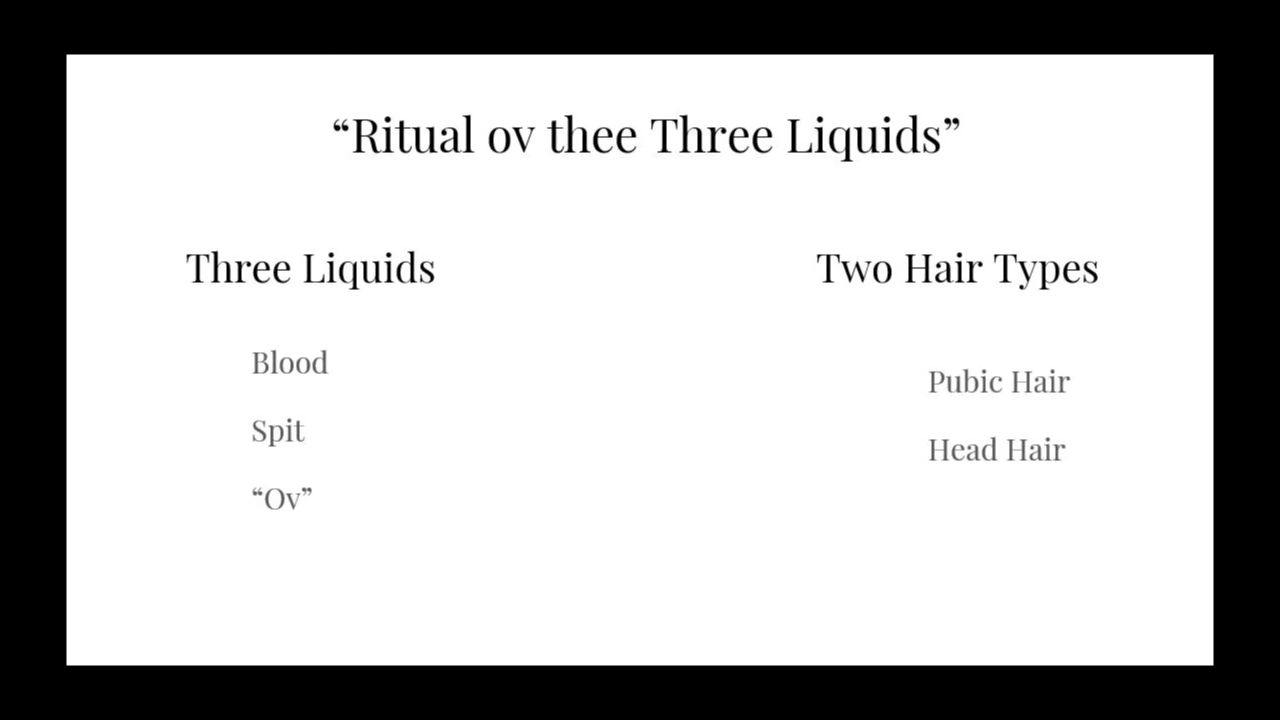 “Ritual ov thee Three Liquids”
Three Liquids
Blood
Spit
“Ov”
Two Hair Types
Pubic Hair
Head Hair